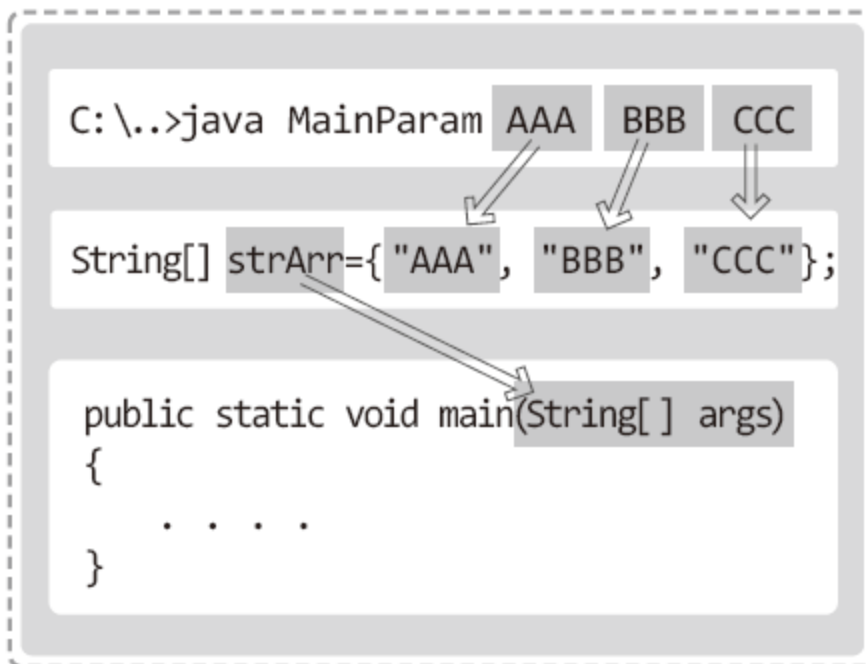 C:\..>java MainParam AAA BBB CCC
String[] strArr={"AAA", "BBB", "CCC"};
public static void main(String[] args)
{
. . . .
}